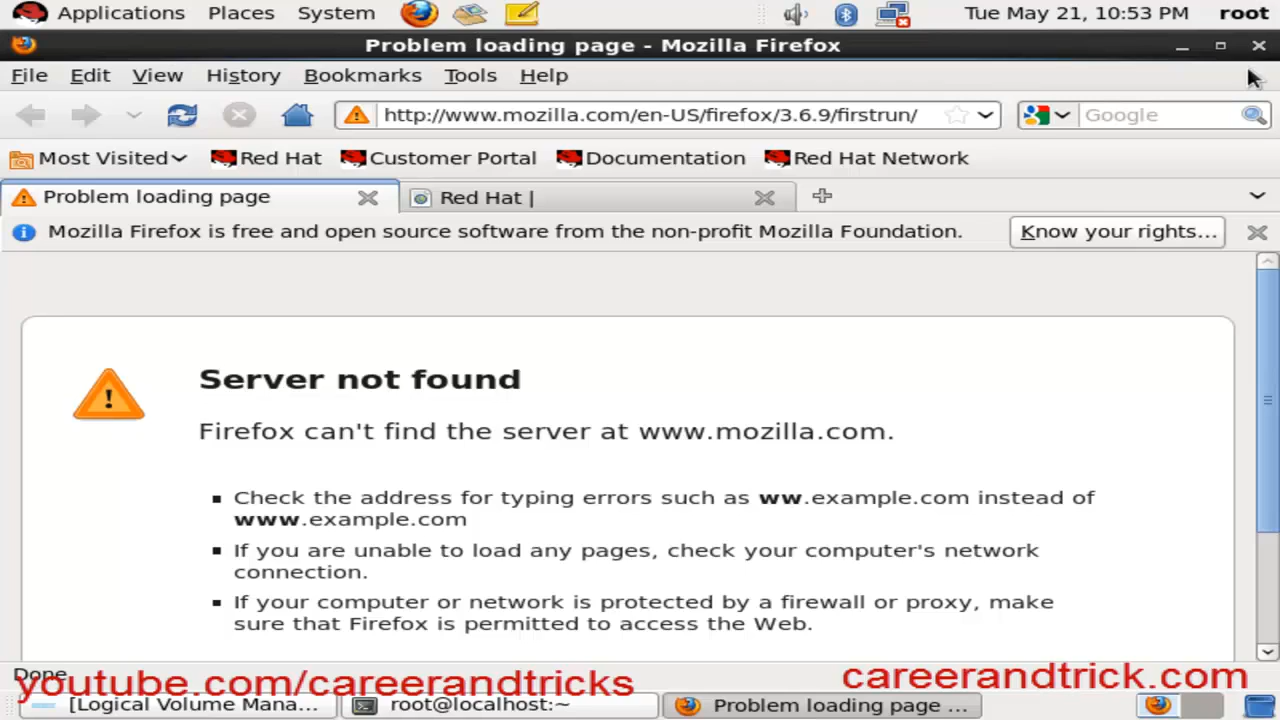 Applications Places System Tue May 21, 10:53 PM root
Problem loading page - Mozilla Firefox
File Edit View History Bookmarks Tools Help
http://www.mozilla.com/en-US/firefox/3.6.9/firstrun/ Google
Most Visited Red Hat Customer Portal Documentation Red Hat Network
Problem loading page Red Hat |
Mozilla Firefox is free and open source software from the non-profit Mozilla Foundation. Know your rights...
Server not found
Firefox can't find the server at www.mozilla.com.
Check the address for typing errors such as ww.example.com instead of
www.example.com
If you are unable to load any pages, check your computer's network
connection.
If your computer or network is protected by a firewall or proxy, make
sure that Firefox is permitted to access the Web.
Done
youtube.com/careerandtricks careerandtrick.com
[Logical Volume Mana... root@localhost:~ Problem loading page ...